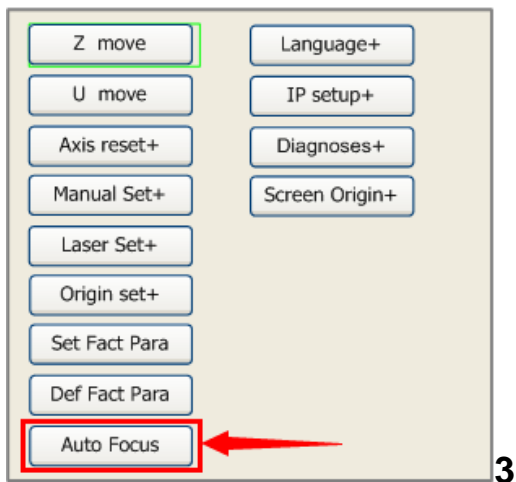 Z move
U move
Axis reset+
Manual Set+
Laser Set+
Origin set+
Set Fact Para
Def Fact Para
Auto Focus
Language+
IP setup+
Diagnoses+
Screen Origin+
3